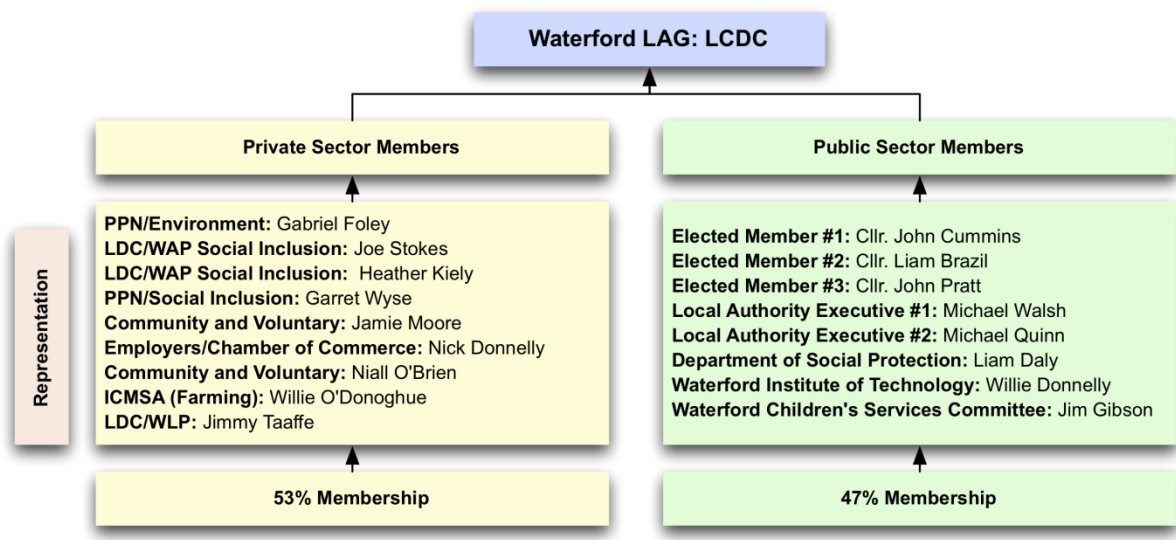 Waterford LAG: LCDC
Private Sector Members
Public Sector Members
Representation
PPN/Environment: Gabriel Foley
LDC/WAP Social Inclusion: Joe Stokes
LDC/WAP Social Inclusion: Heather Kiely
PPN/Social Inclusion: Garret Wyse
Community and Voluntary: Jamie Moore
Employers/Chamber of Commerce: Nick Donnelly
Community and Voluntary: Niall O'Brien
ICMSA (Farming): Willie O'Donoghue
LDC/WLP: Jimmy Taaffe
Elected Member #1: Cllr. John Cummins
Elected Member #2: Cllr. Liam Brazil
Elected Member #3: Cllr. John Pratt
Local Authority Executive #1: Michael Walsh
Local Authority Executive #2: Michael Quinn
Department of Social Protection: Liam Daly
Waterford Institute of Technology: Willie Donnelly
Waterford Children's Services Committee: Jim Gibson
53% Membership
47% Membership